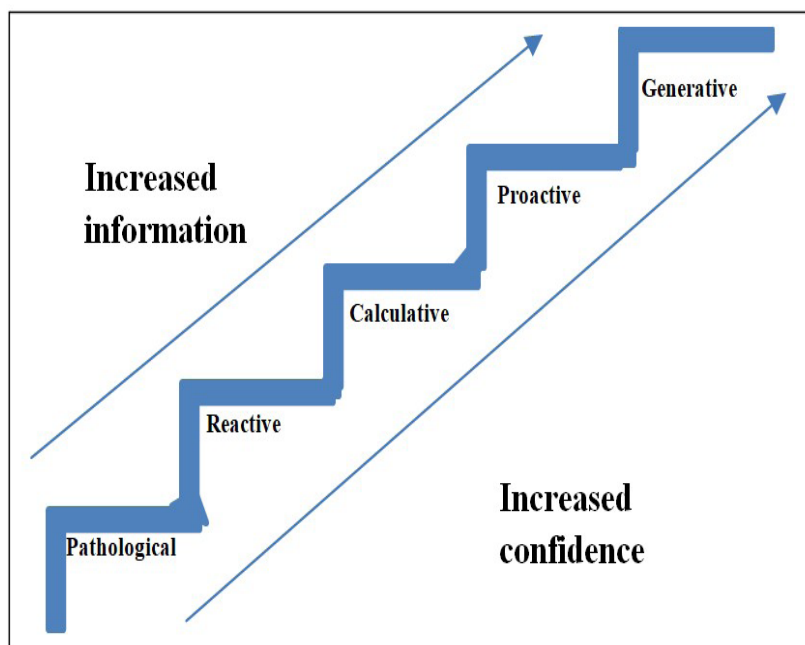 Generative
Increased
information
Proactive
Calculative
Reactive
Increased
confidence
Pathological